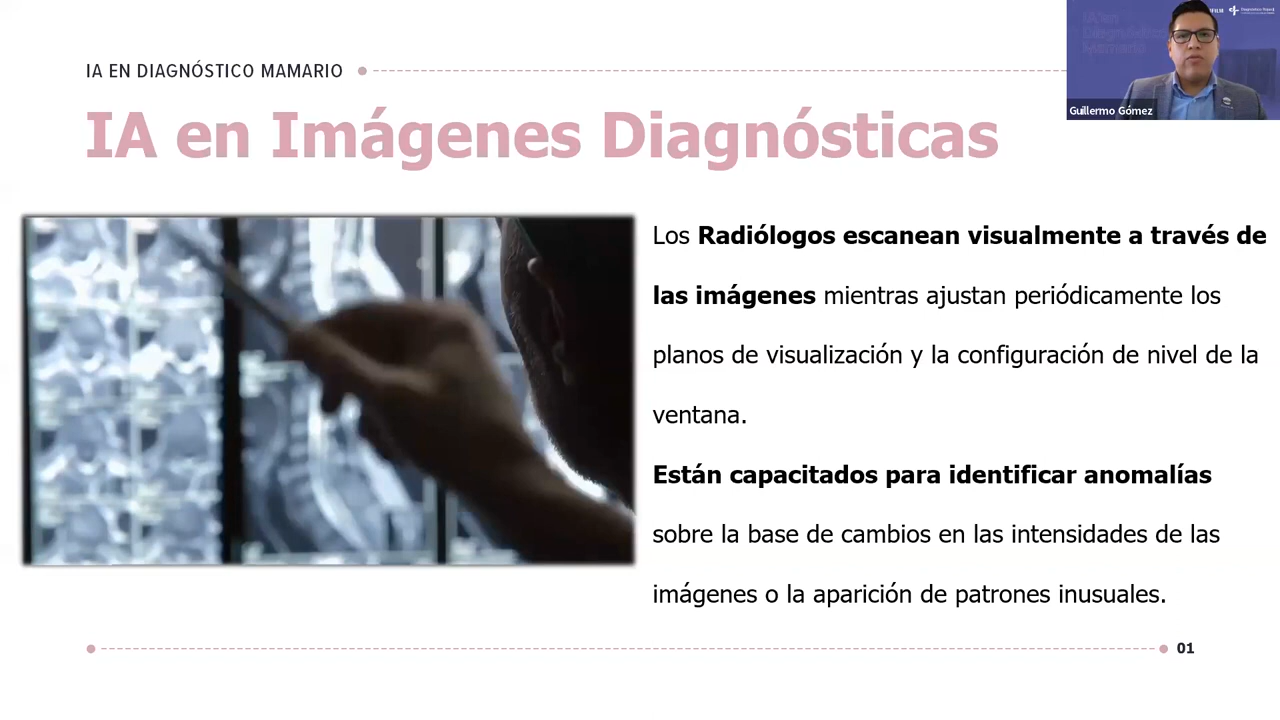 IA EN DIAGNÓSTICO MAMARIO
IA en Imágenes Diagnósticas
Guillermo Gómez
Los Radiólogos escanean visualmente a través de
las imágenes mientras ajustan periódicamente los
planos de visualización y la configuración de nivel de la
ventana.
Están capacitados para identificar anomalías
sobre la base de cambios en las intensidades de las
imágenes o la aparición de patrones inusuales.
01